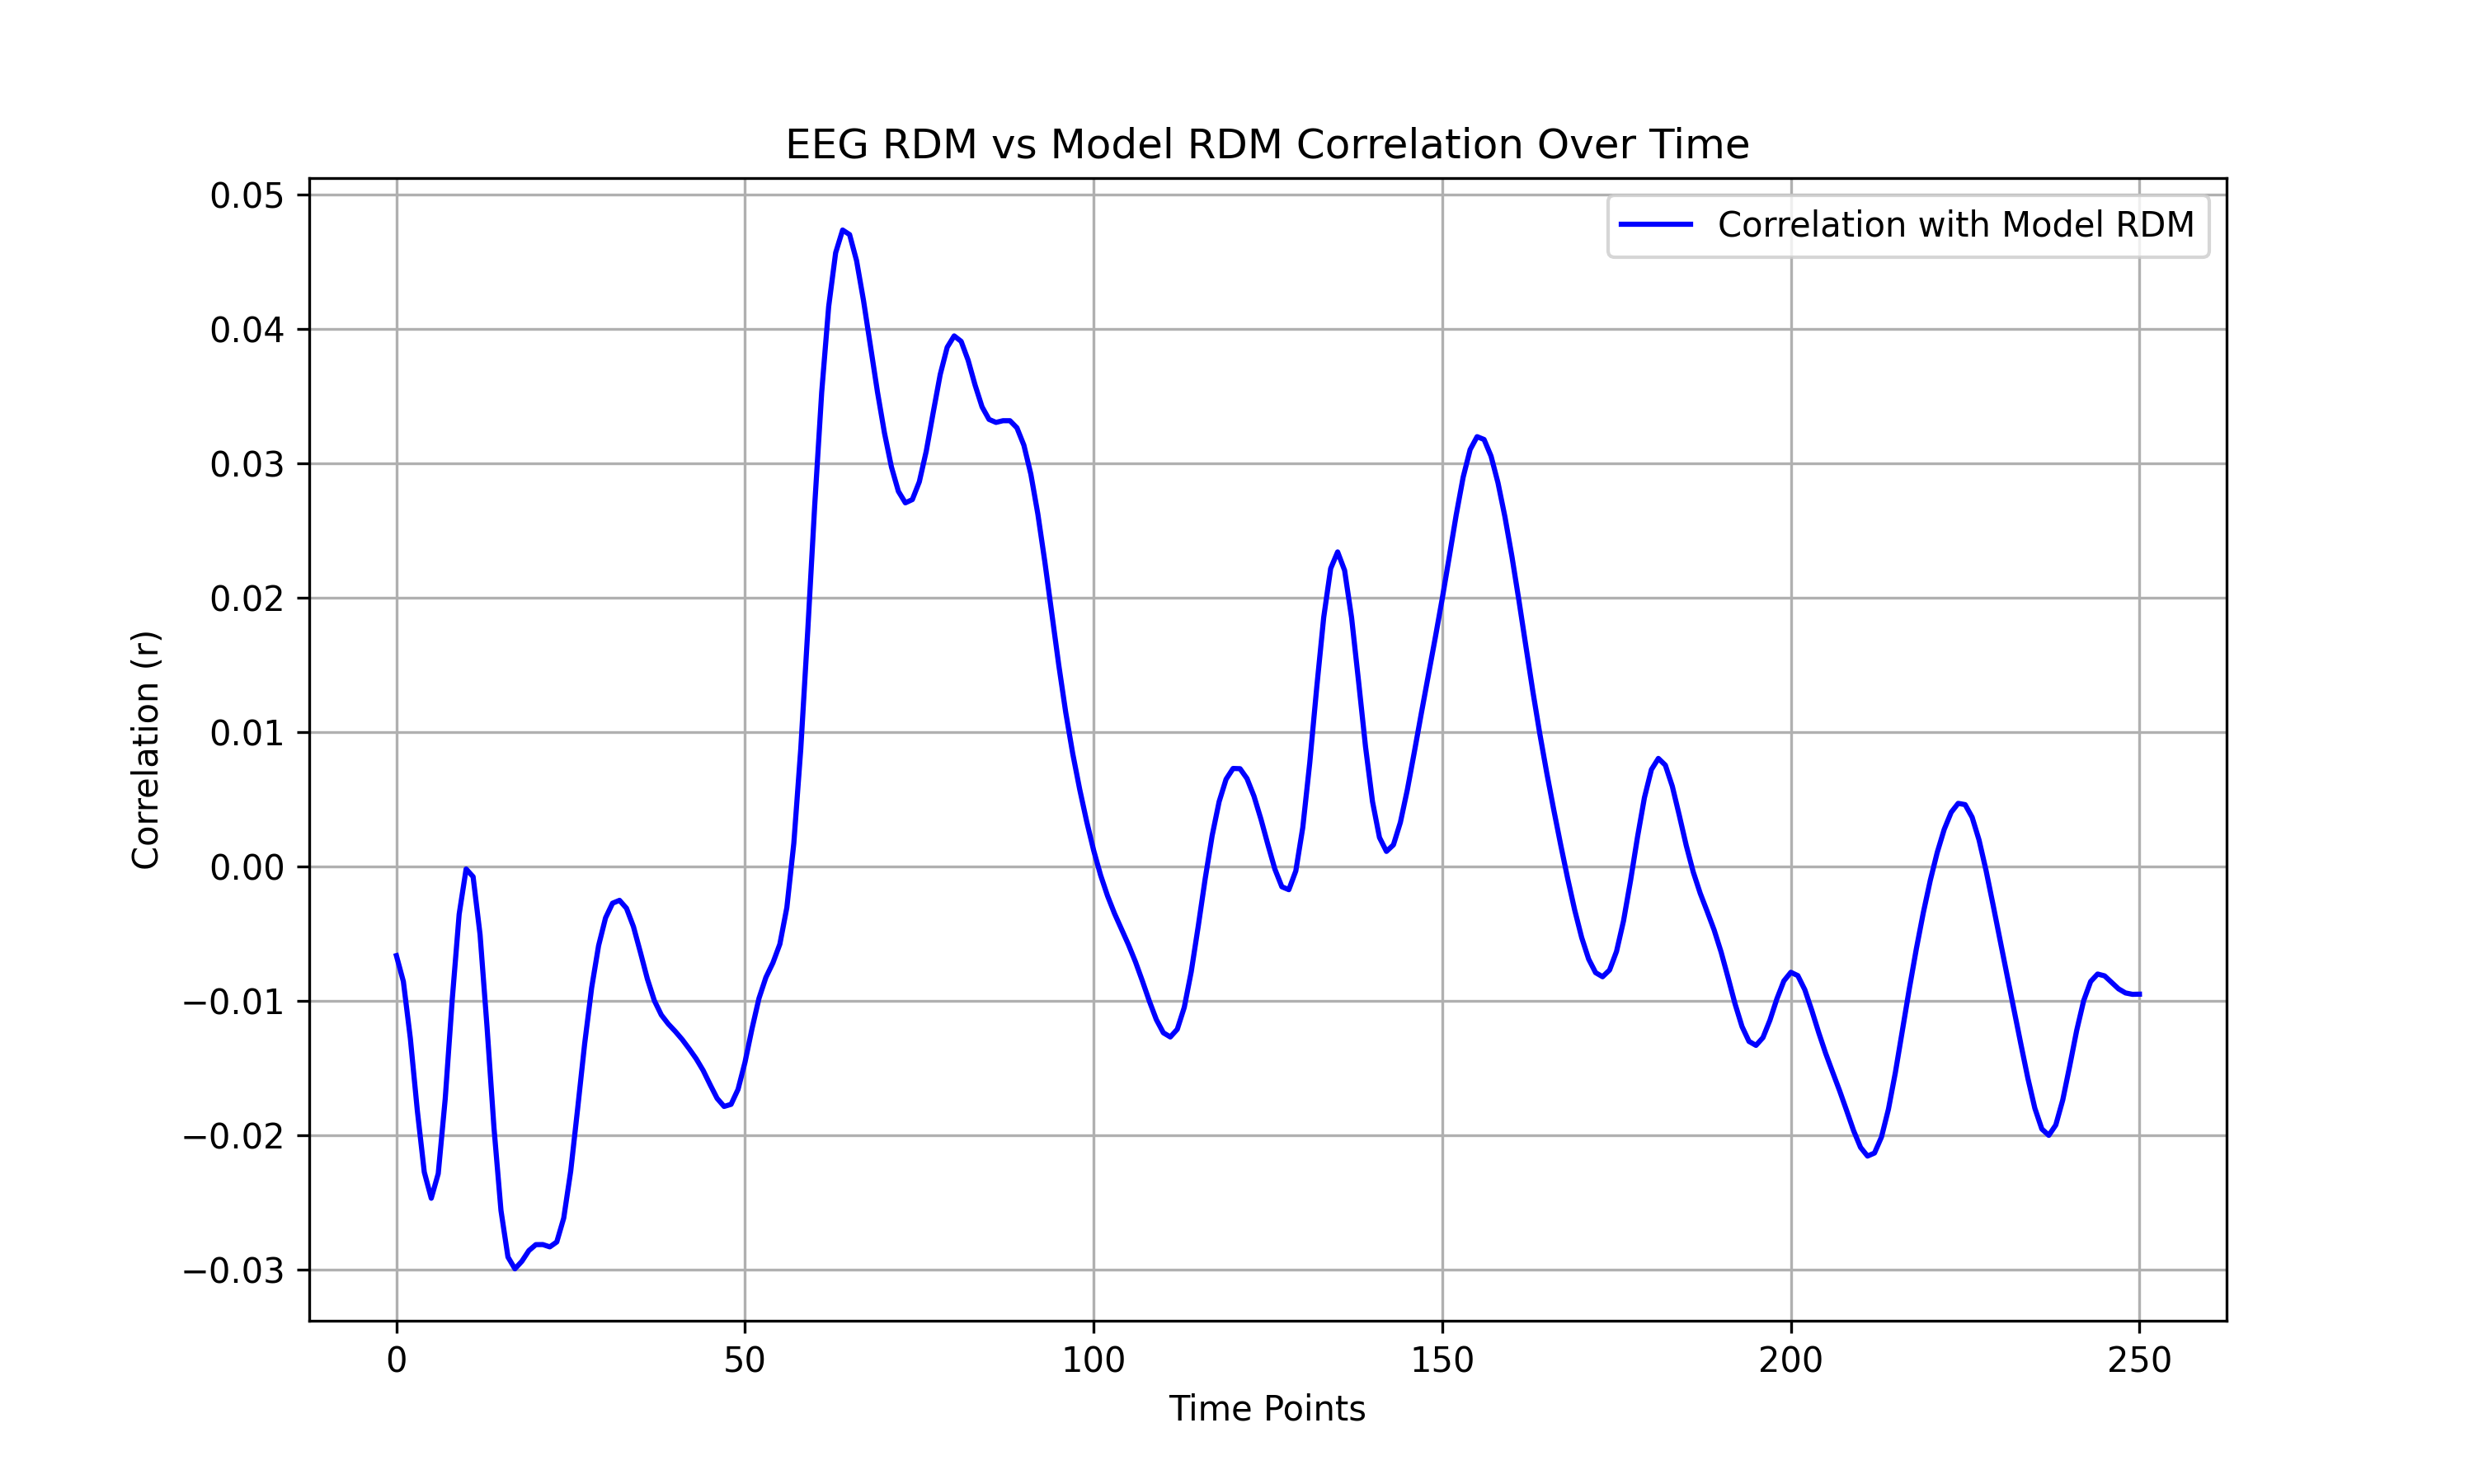 EEG RDM vs Model RDM Correlation Over Time
Correlation with Model RDM
Correlation (r)
0.05
0.04
0.03
0.02
0.01
0.00
−0.01
−0.02
−0.03
0 50 100 150 200 250
Time Points